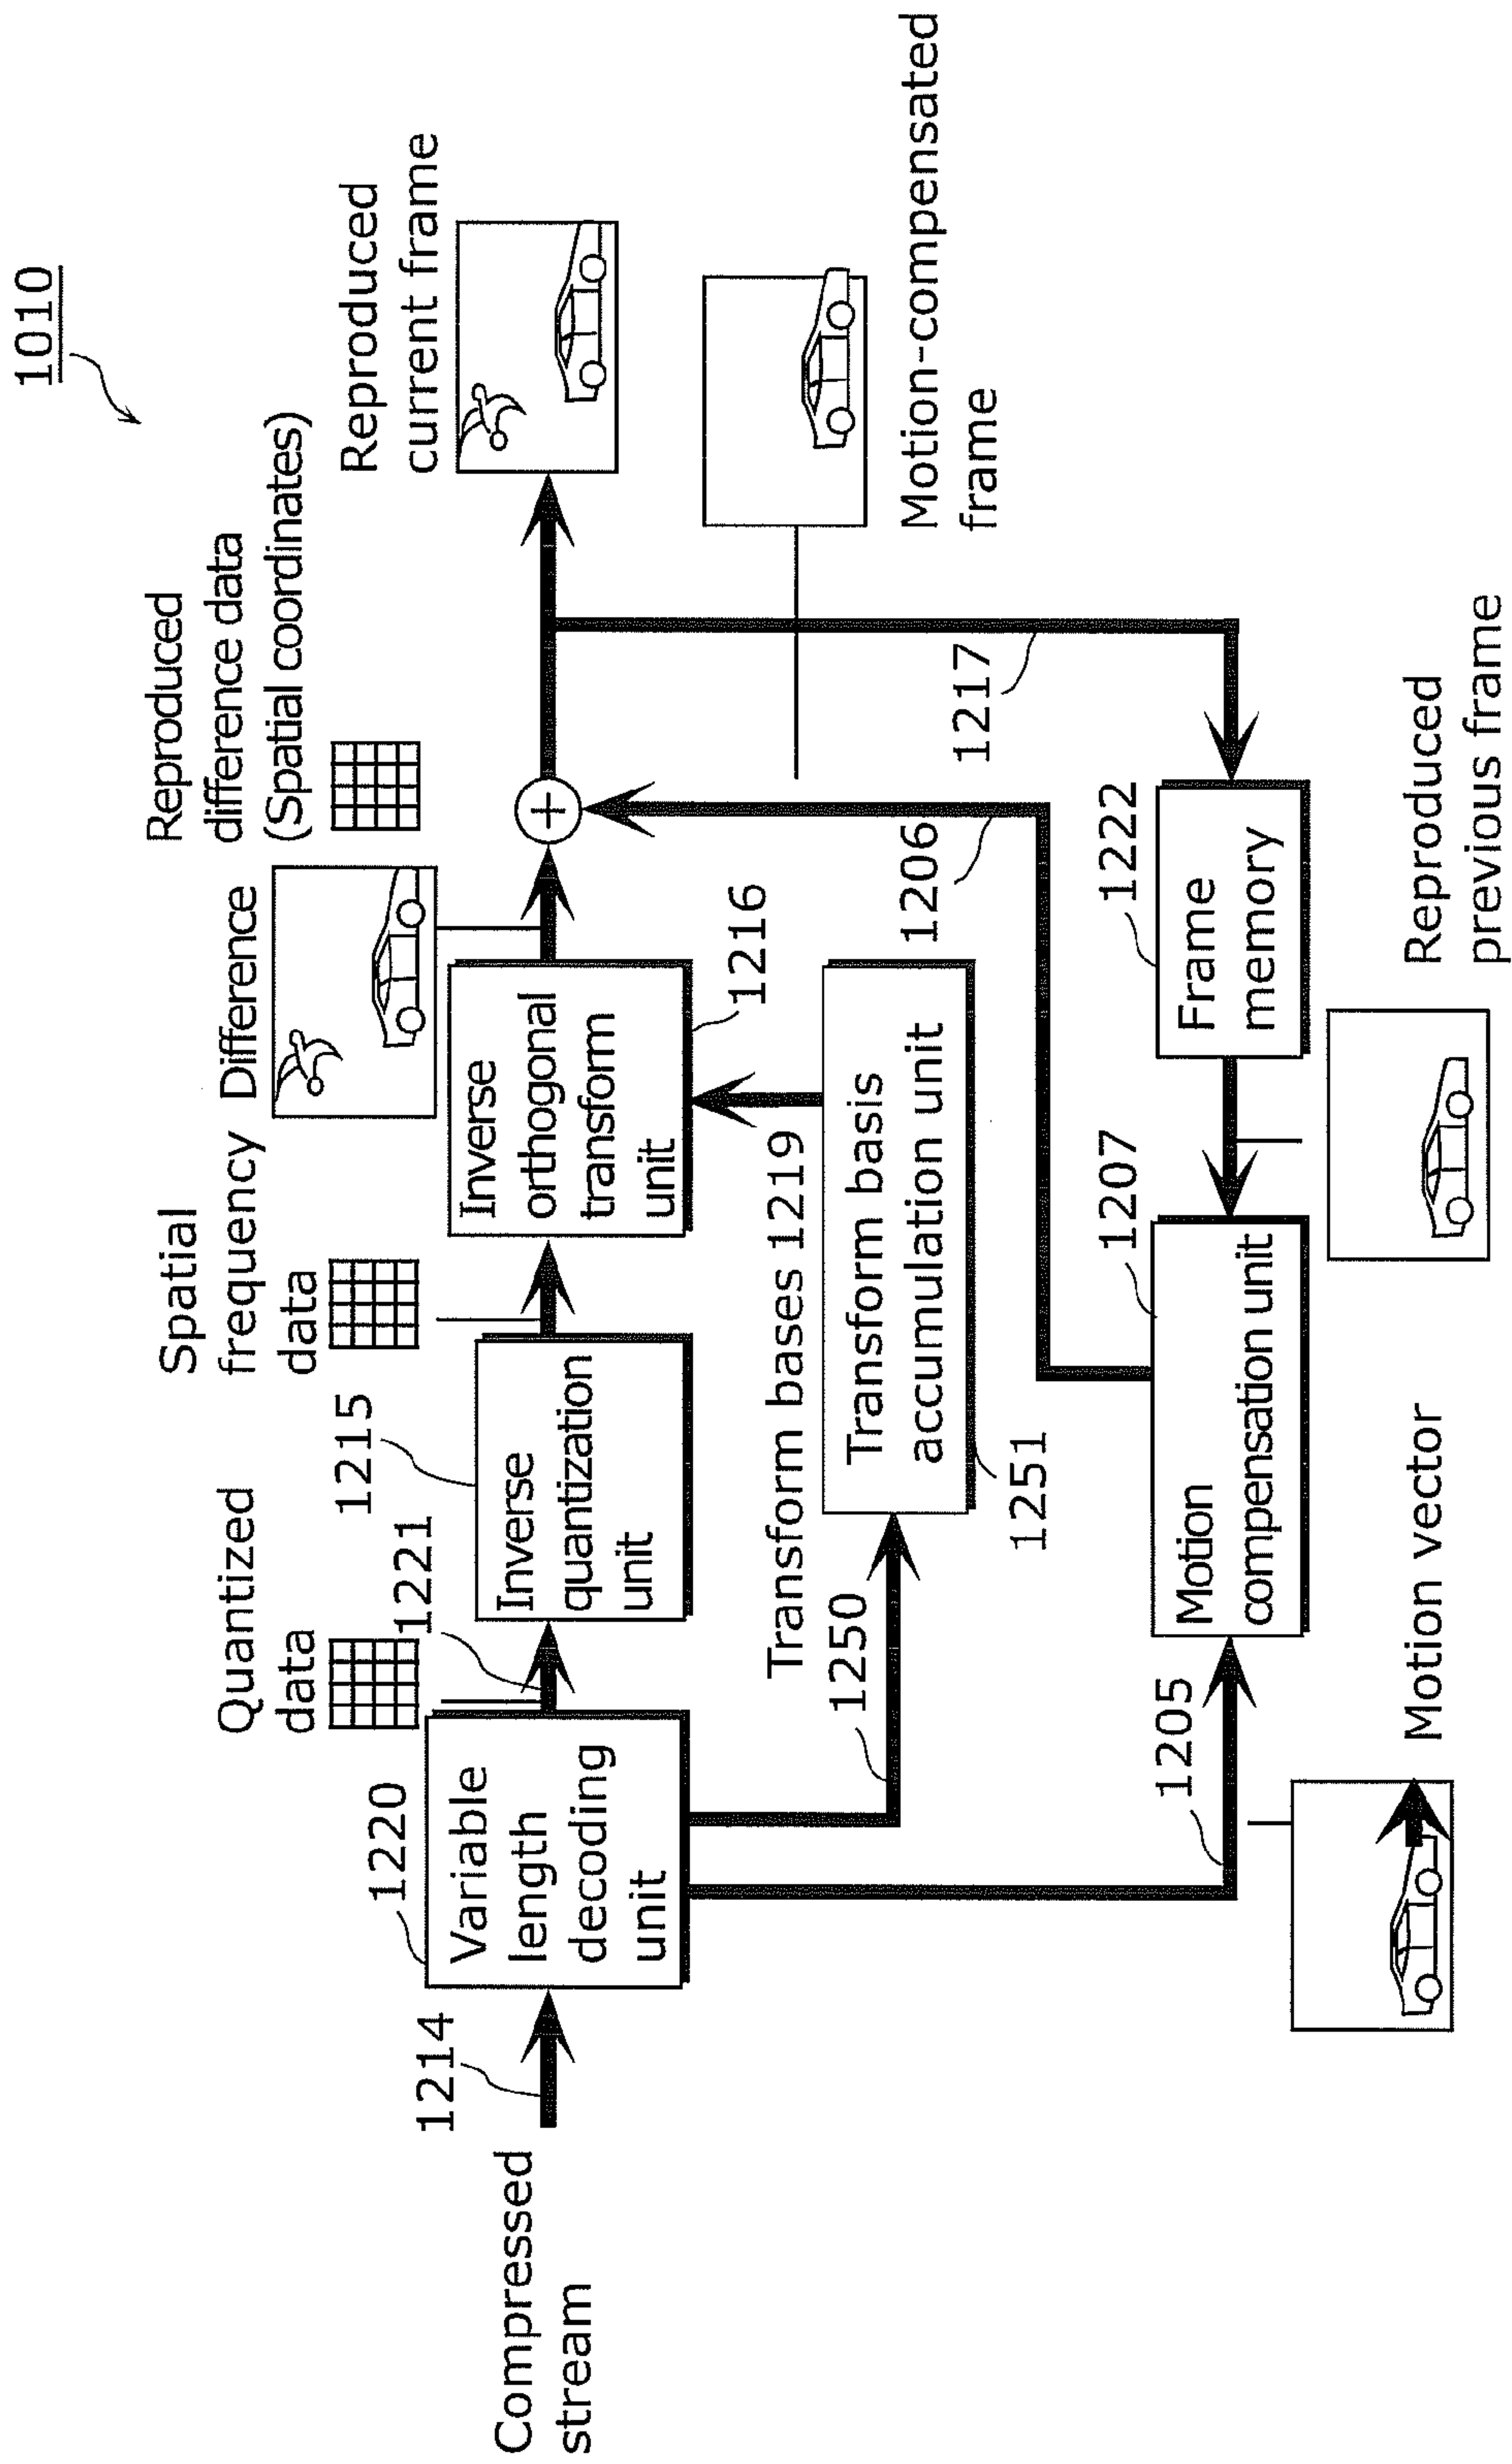 1010
Compressed
stream
1214
1220
Variable
length
decoding
unit
Quantized
data
1221
1215
Inverse
quantization
unit
Spatial
frequency
data
Inverse
orthogonal
transform
unit
1216
Difference
Reproduced
difference data
(Spatial coordinates)
+
Reproduced
current frame
Motion-compensated
frame
Transform bases 1219
1250
Transform basis
accumulation unit
1251
1206
1217
1205
1207
Motion
compensation unit
1222
Frame
memory
Motion vector
Reproduced
previous frame